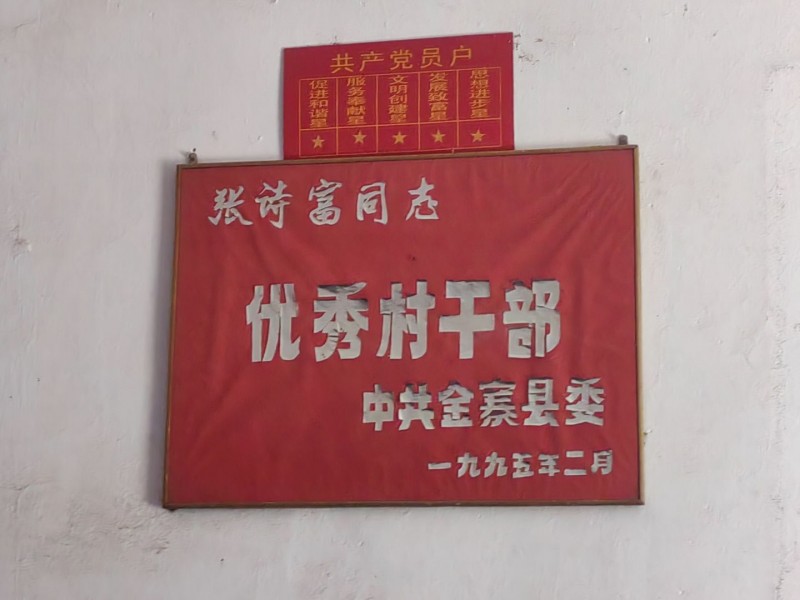 共产党员户
促进和谐星 服务奉献星 文明创建星 发展致富星 思想进步星
张诗富同志
优秀村干部
中共金寨县委
一九九五年二月